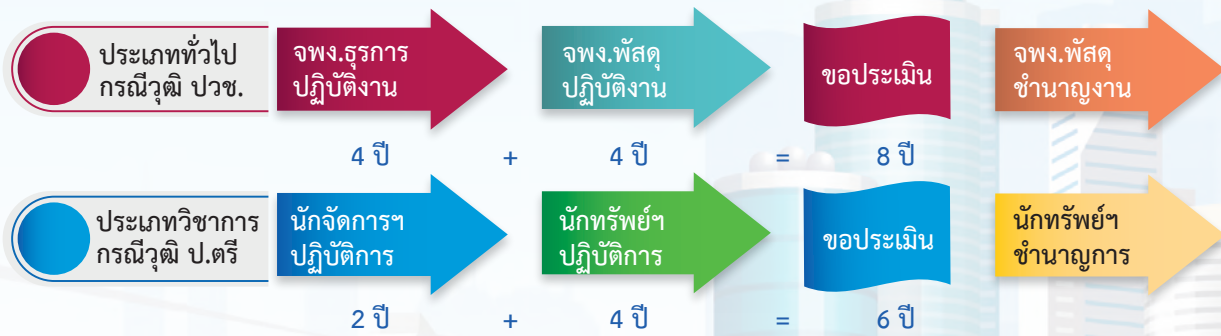 ประเภททั่วไป
กรณีวุฒิ ปวช.
จพง.ธุรการ
ปฏิบัติงาน
จพง.พัสดุ
ปฏิบัติงาน
ขอประเมิน
จพง.พัสดุ
ชำนาญงาน
4 ปี + 4 ปี = 8 ปี
ประเภทวิชาการ
กรณีวุฒิ ป.ตรี
นักจัดการฯ
ปฏิบัติการ
นักทรัพย์ฯ
ปฏิบัติการ
ขอประเมิน
นักทรัพย์ฯ
ชำนาญการ
2 ปี + 4 ปี = 6 ปี